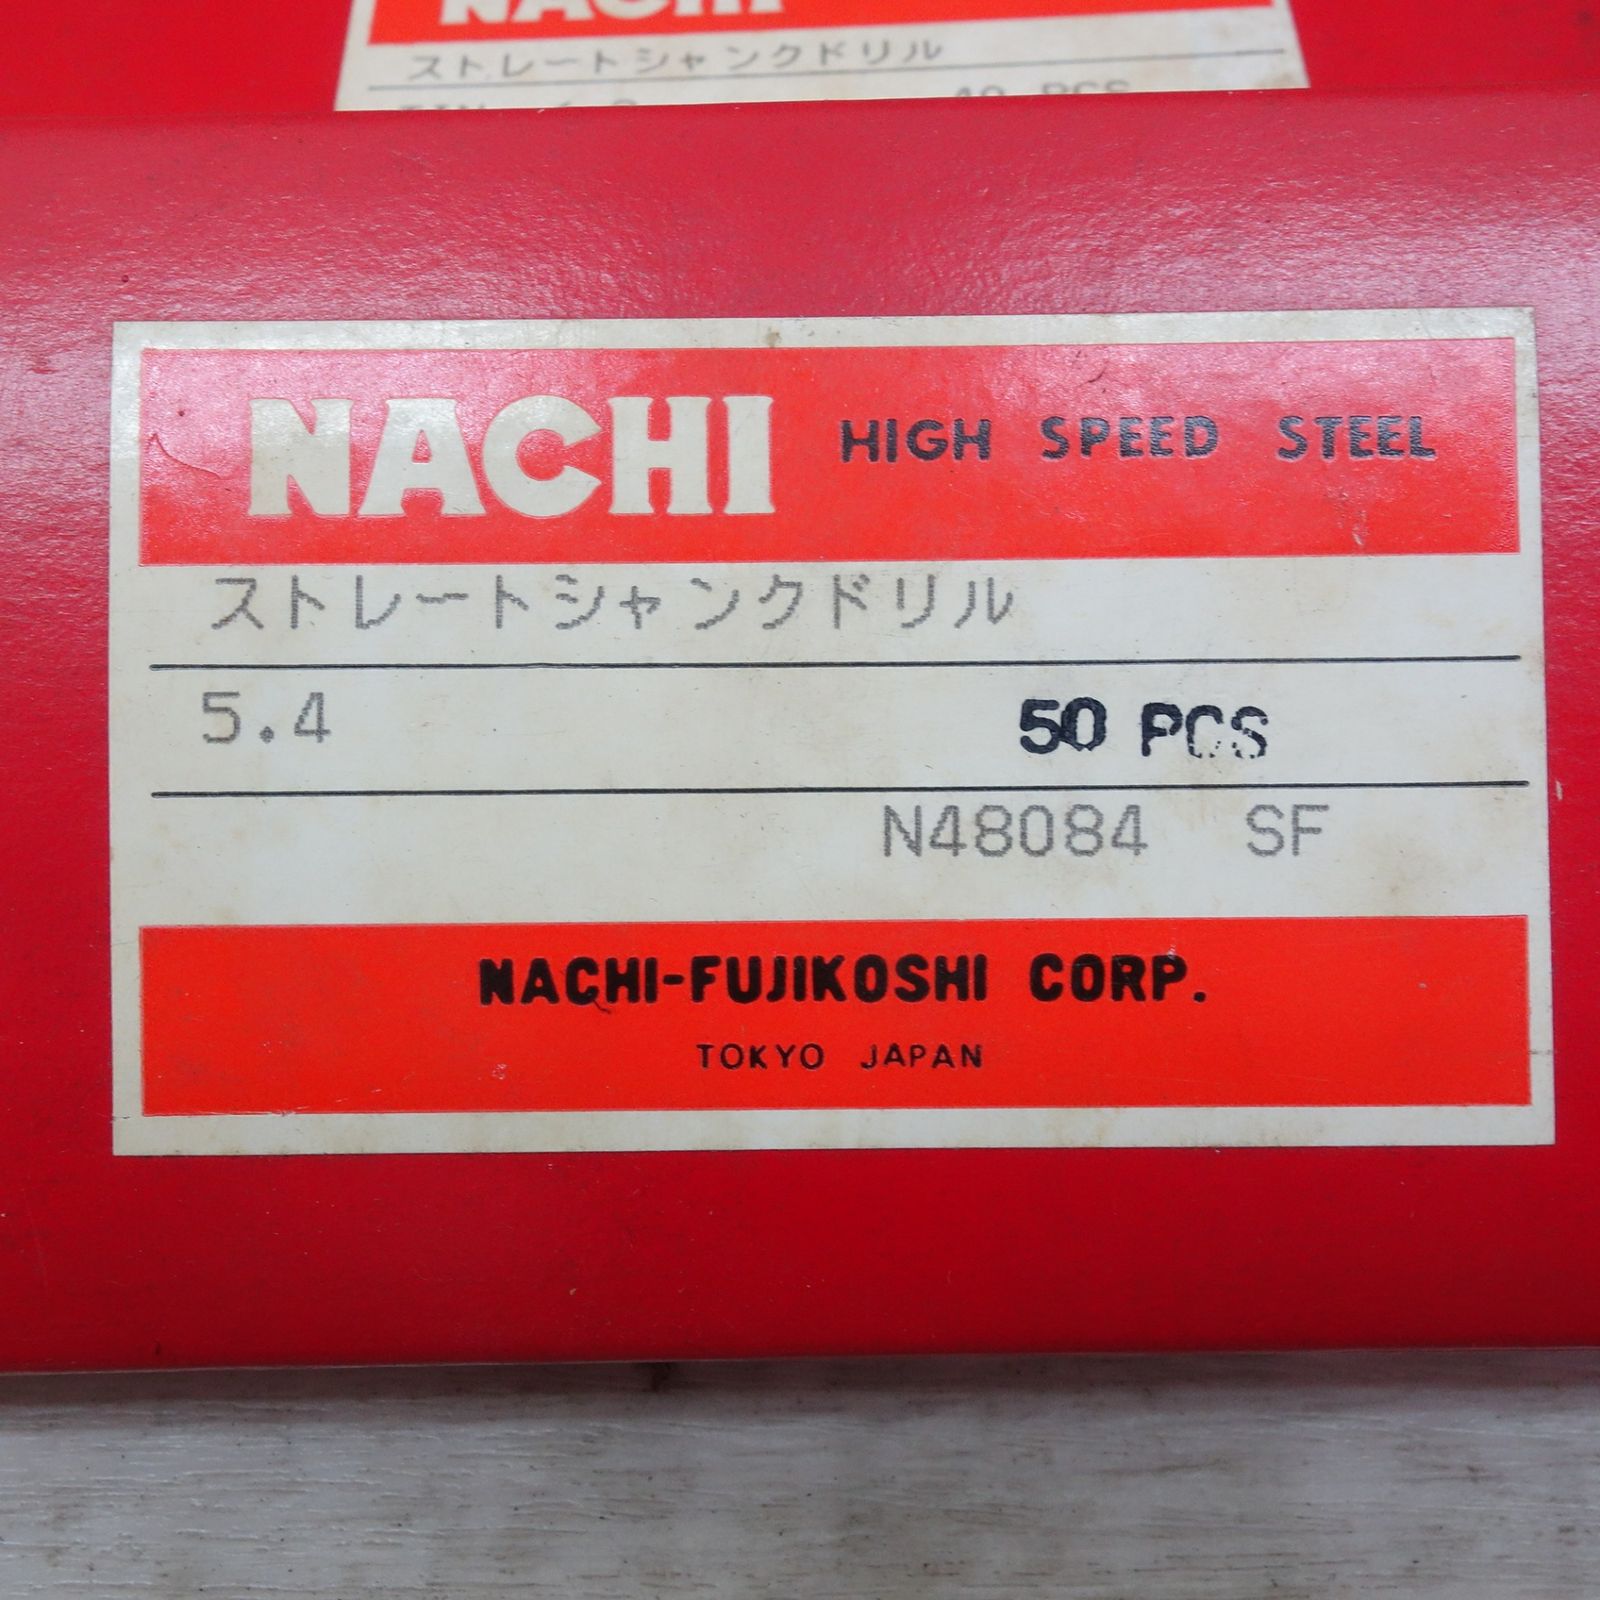 NACHI
ストレートシャンクドリル
PCS
NACHI HIGH SPEED STEEL
ストレートシャンクドリル
5.4 50 PCS
N48084 SF
NACHI-FUJIKOSHI CORP.
TOKYO JAPAN